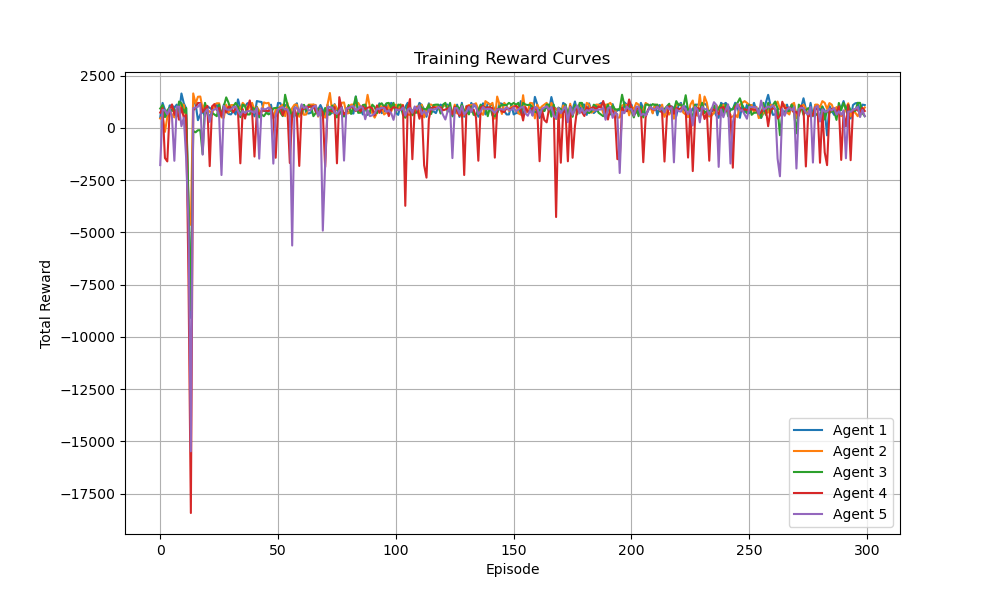 Training Reward Curves
2500
0
−2500
−5000
−7500
−10000
−12500
−15000
−17500
Total Reward
0 50 100 150 200 250 300
Episode
Agent 1
Agent 2
Agent 3
Agent 4
Agent 5